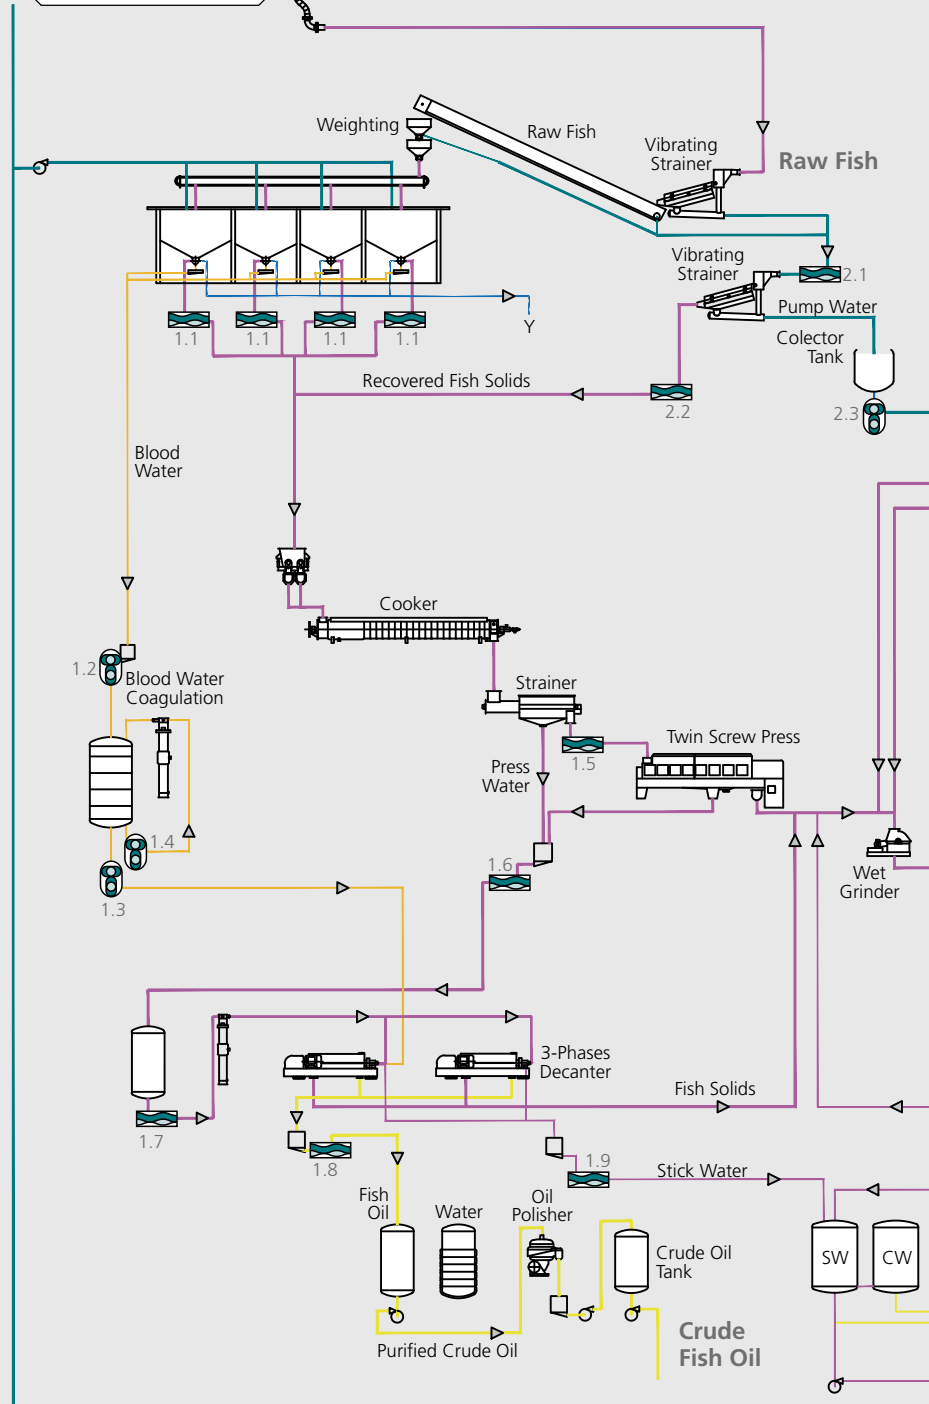 Weighting
Raw Fish
Vibrating
Strainer
Raw Fish
Vibrating
Strainer
2.1
Pump Water
Colector
Tank
1.1
1.1
1.1
1.1
Y
Recovered Fish Solids
2.2
2.3
Blood
Water
Cooker
1.2
Blood Water
Coagulation
Strainer
Twin Screw Press
Press
Water
1.5
1.4
1.6
Wet
Grinder
1.3
3-Phases
Decanter
Fish Solids
1.7
1.8
1.9
Stick Water
Fish
Oil
Water
Oil
Polisher
Crude Oil
Tank
SW
CW
Purified Crude Oil
Crude
Fish Oil